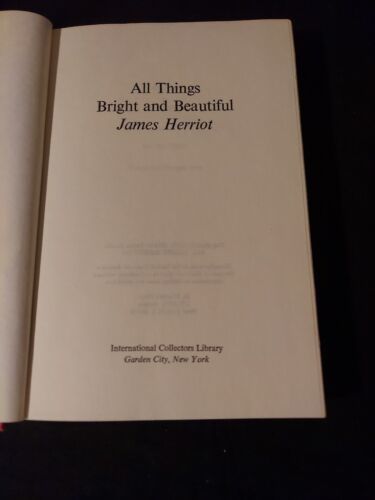 All Things
Bright and Beautiful
James Herriot
International Collectors Library
Garden City, New York